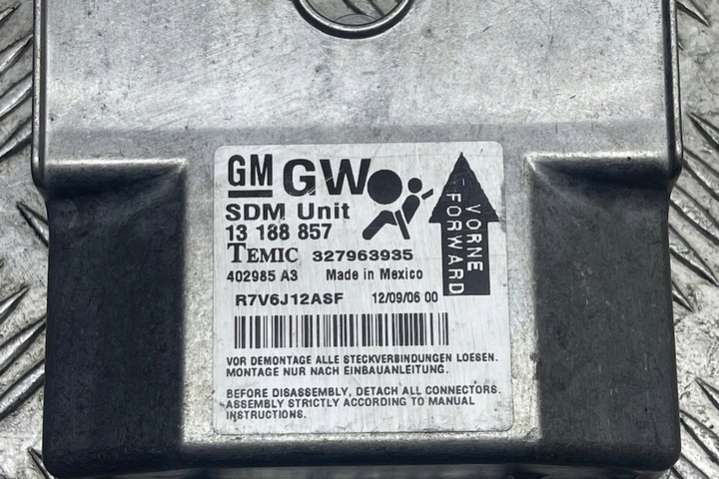 GM GW
SDM Unit
13 188 857
TEMIC 327963935
402985 A3 Made in Mexico
R7V6J12ASF 12/09/06 00
VORNE
FORWARD
VOR DEMONTAGE ALLE STECKVERBINDUNGEN LOESEN.
MONTAGE NUR NACH EINBAUANLEITUNG.
BEFORE DISASSEMBLY, DETACH ALL CONNECTORS.
ASSEMBLY STRICTLY ACCORDING TO MANUAL
INSTRUCTIONS.